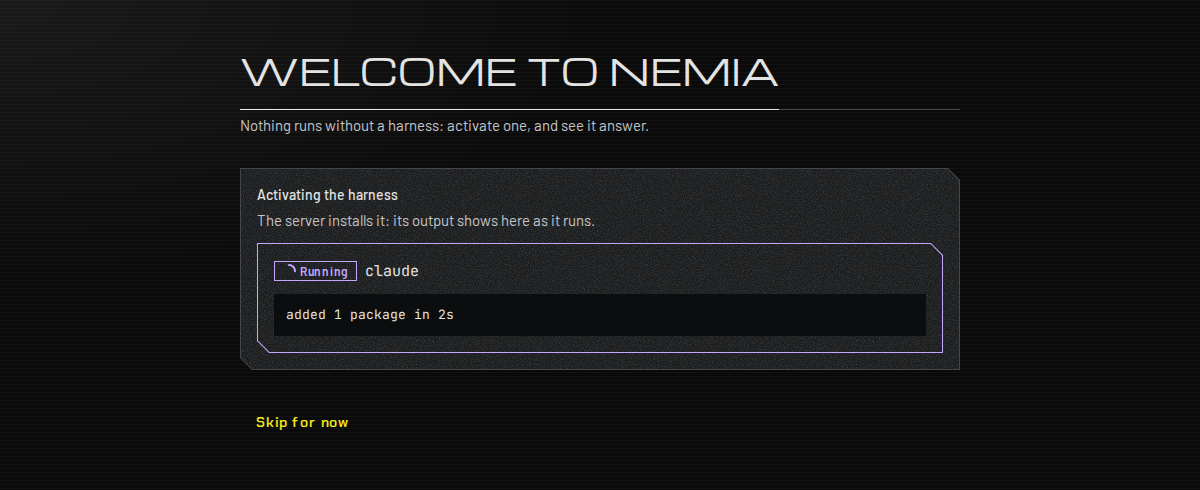 WELCOME TO NEMIA
Nothing runs without a harness: activate one, and see it answer.
Activating the harness
The server installs it: its output shows here as it runs.
Running claude
added 1 package in 2s
Skip for now